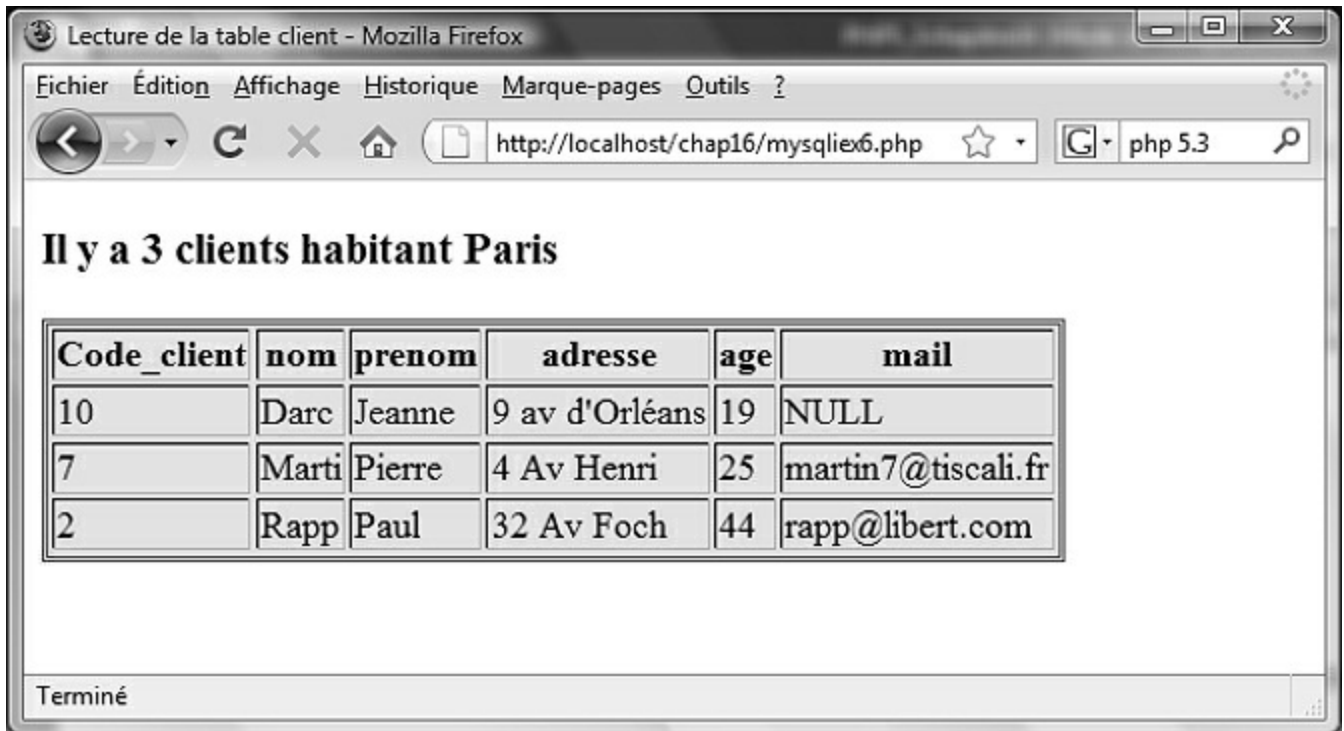 Lecture de la table client - Mozilla Firefox
Fichier Édition Affichage Historique Marque-pages Outils ?
http://localhost/chap16/mysqliex6.php G php 5.3
Il y a 3 clients habitant Paris
Code_client nom prenom adresse age mail
10 Darc Jeanne 9 av d'Orléans 19 NULL
7 Marti Pierre 4 Av Henri 25 martin7@tiscali.fr
2 Rapp Paul 32 Av Foch 44 rapp@libert.com
Terminé